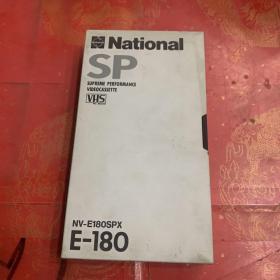 National
SP
SUPREME PERFORMANCE
VIDEOCASSETTE
VHS
NV-E180SPX
E-180